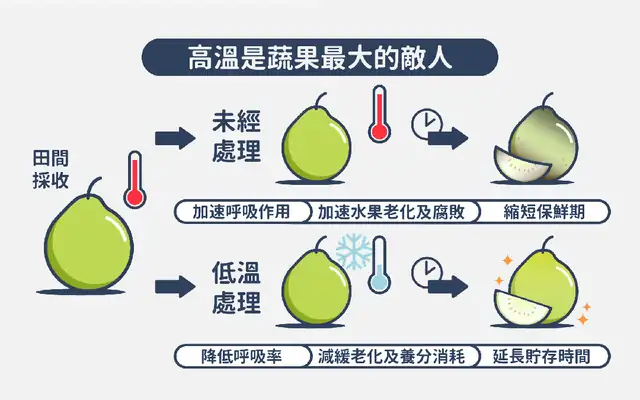 高溫是蔬果最大的敵人
田間
採收
未經
處理
加速呼吸作用
加速水果老化及腐敗
縮短保鮮期
低溫
處理
降低呼吸率
減緩老化及養分消耗
延長貯存時間